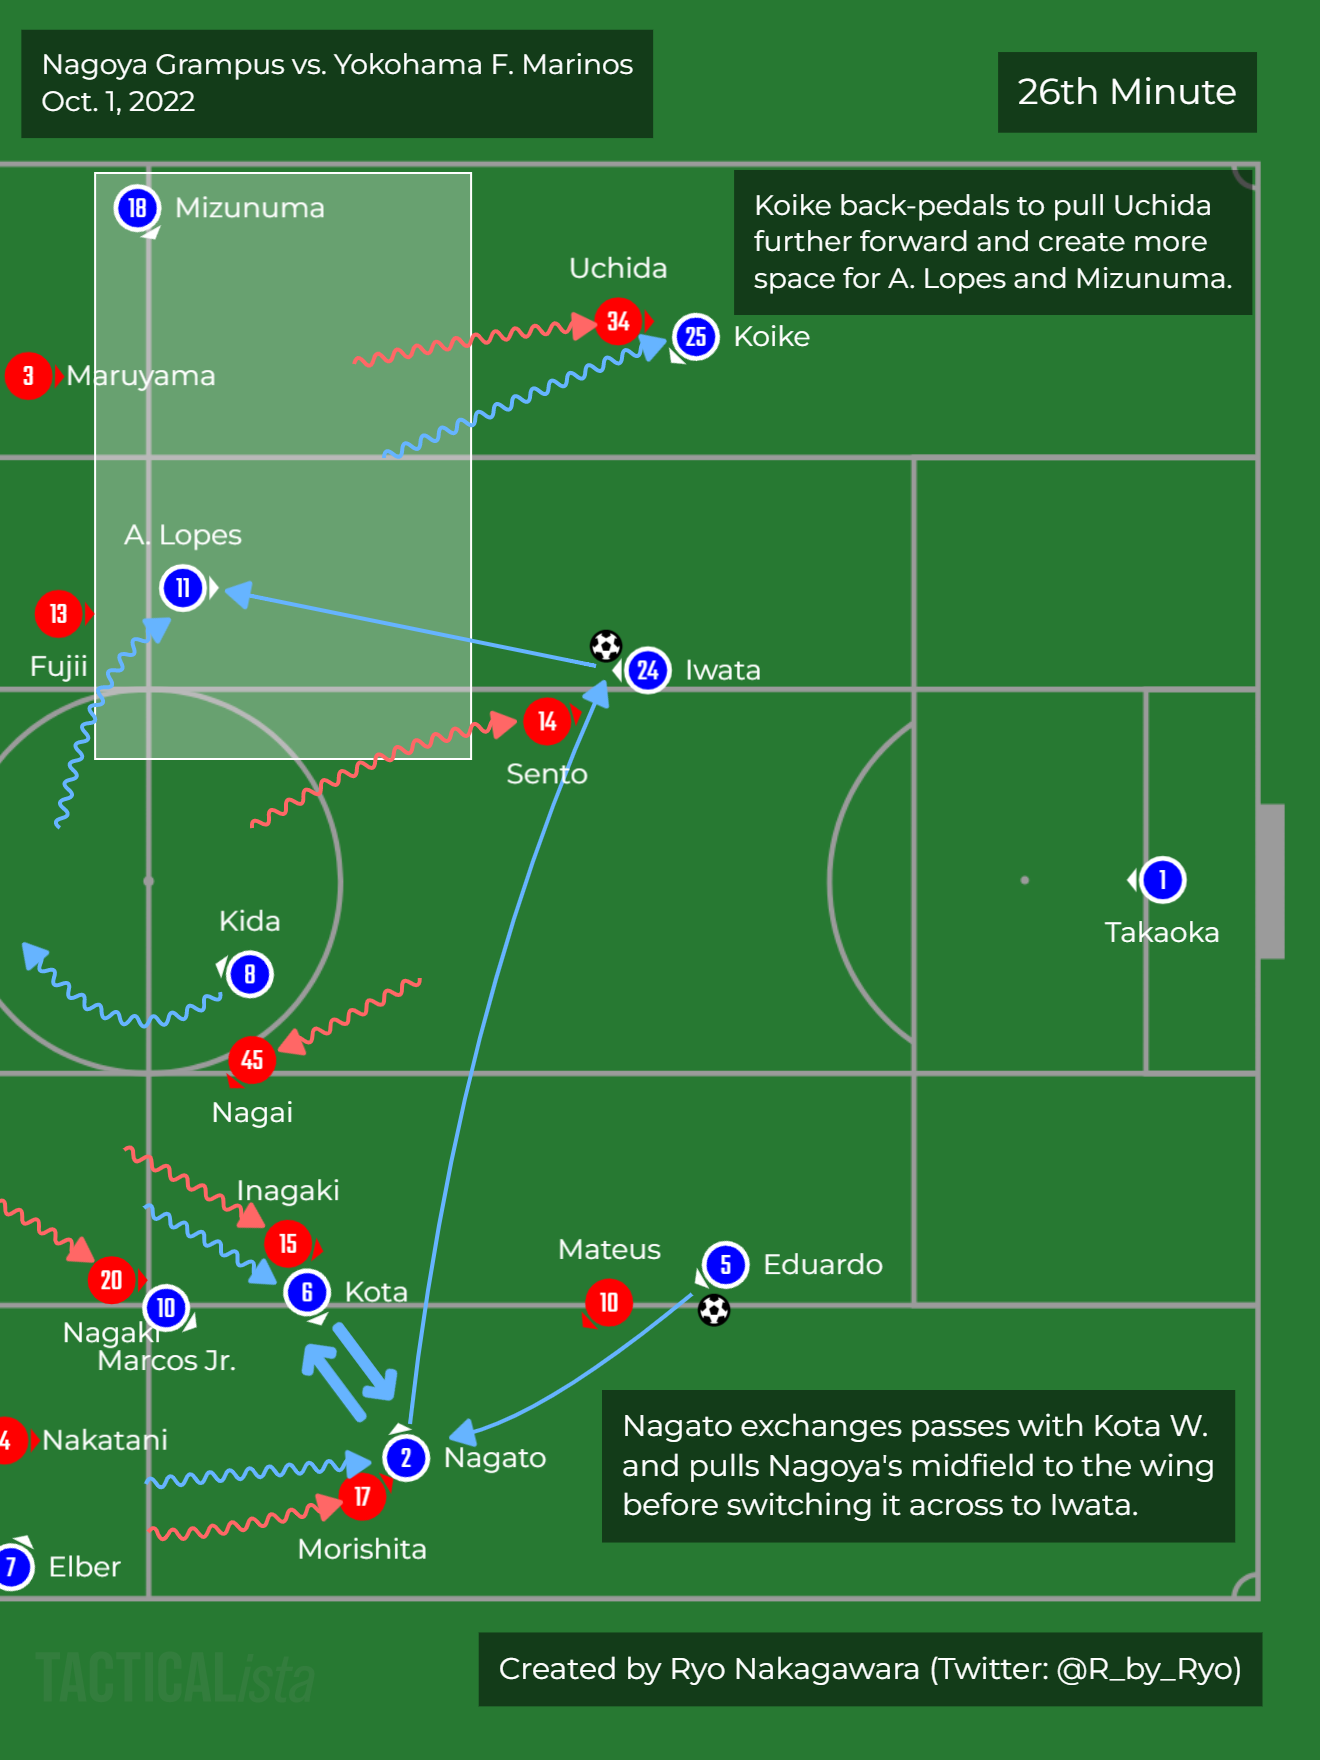 Nagoya Grampus vs. Yokohama F. Marinos
Oct. 1, 2022
26th Minute
18 Mizunuma
Koike back-pedals to pull Uchida
further forward and create more
space for A. Lopes and Mizunuma.
Uchida
34
25 Koike
3 Maruyama
A. Lopes
11
13
Fujii
24 Iwata
14
Sento
1
Takaoka
Kida
8
45
Nagai
Inagaki
15
Mateus
10
5 Eduardo
20
Nagaki
6 Kota
10
Marcos Jr.
4 Nakatani
2 Nagato
17
Morishita
Nagato exchanges passes with Kota W.
and pulls Nagoya's midfield to the wing
before switching it across to Iwata.
7 Elber
TACTICALista
Created by Ryo Nakagawara (Twitter: @R_by_Ryo)